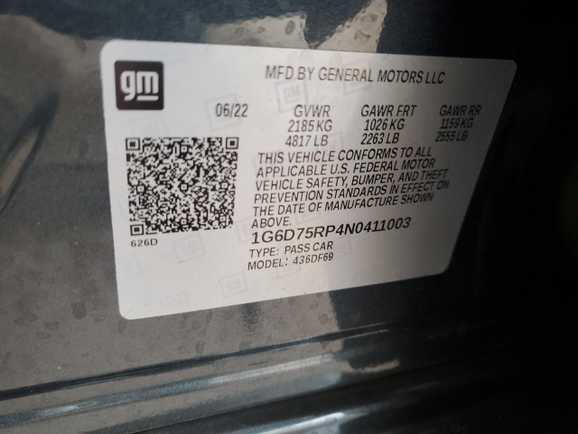 gm
MFD BY GENERAL MOTORS LLC
06/22 GVWR GAWR FRT GAWR RR
2185 KG 1026 KG 1159 KG
4817 LB 2263 LB 2555 LB
THIS VEHICLE CONFORMS TO ALL
APPLICABLE U.S. FEDERAL MOTOR
VEHICLE SAFETY, BUMPER, AND THEFT
PREVENTION STANDARDS IN EFFECT ON
THE DATE OF MANUFACTURE SHOWN
ABOVE.
626D
1G6D75RP4N0411003
TYPE: PASS CAR
MODEL: 436DF69